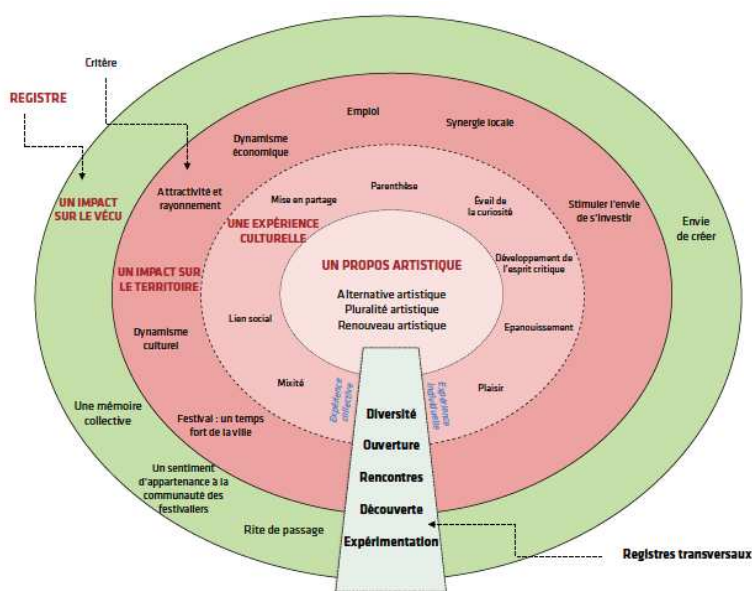 Critère
REGISTRE
Emploi
Synergie locale
Dynamisme
économique
Attractivité et
rayonnement
Parenthèse
Mise en partage
Éveil de
la curiosité
Stimuler l'envie
de s'investir
UN IMPACT
SUR LE VÉCU
UNE EXPÉRIENCE
CULTURELLE
Envie
de créer
UN PROPOS ARTISTIQUE
Développement de
l'esprit critique
UN IMPACT SUR
LE TERRITOIRE
Alternative artistique
Pluralité artistique
Renouveau artistique
Lien social
Epanouissement
Dynamisme
culturel
Mixité
Expérience
collective
Expérience
individuelle
Plaisir
Une mémoire
collective
Festival : un temps
fort de la ville
Diversité
Ouverture
Rencontres
Découverte
Expérimentation
Un sentiment
d'appartenance à la
communauté des
festivaliers
Rite de passage
Registres transversaux